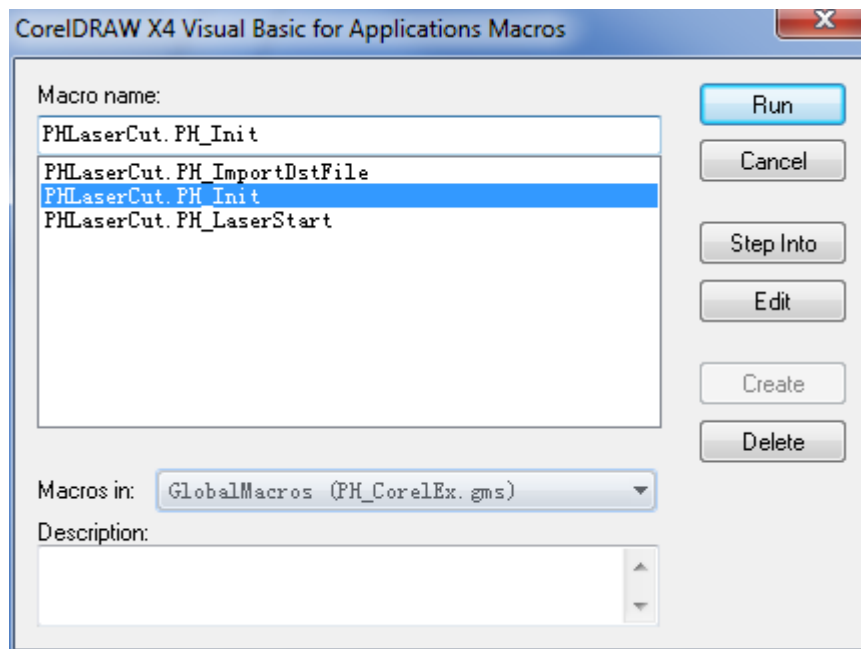 CorelDRAW X4 Visual Basic for Applications Macros
x
Macro name:
PHLaserCut.PH_Init
PHLaserCut.PH_ImportDstFile
PHLaserCut.PH_Init
PHLaserCut.PH_LaserStart
Run
Cancel
Step Into
Edit
Create
Delete
Macros in: GlobalMacros (PH_CorelEx.gms)
Description: